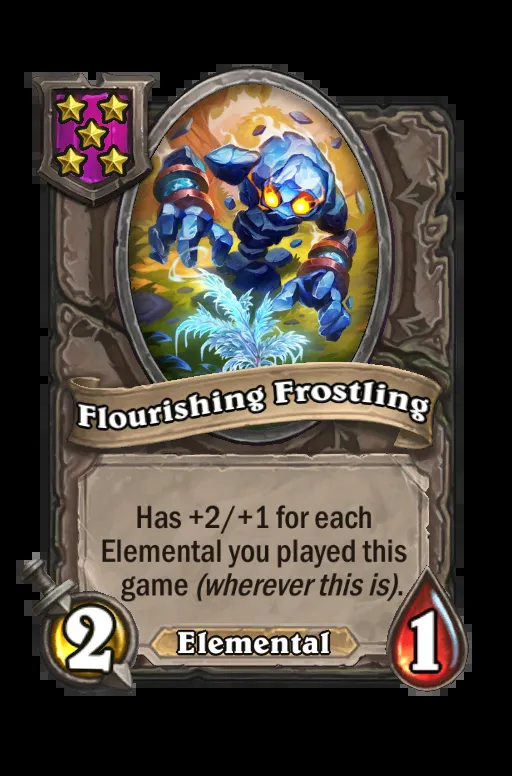 Flourishing Frostling
Has +2/+1 for each
Elemental you played this
game (wherever this is).
2
Elemental
1